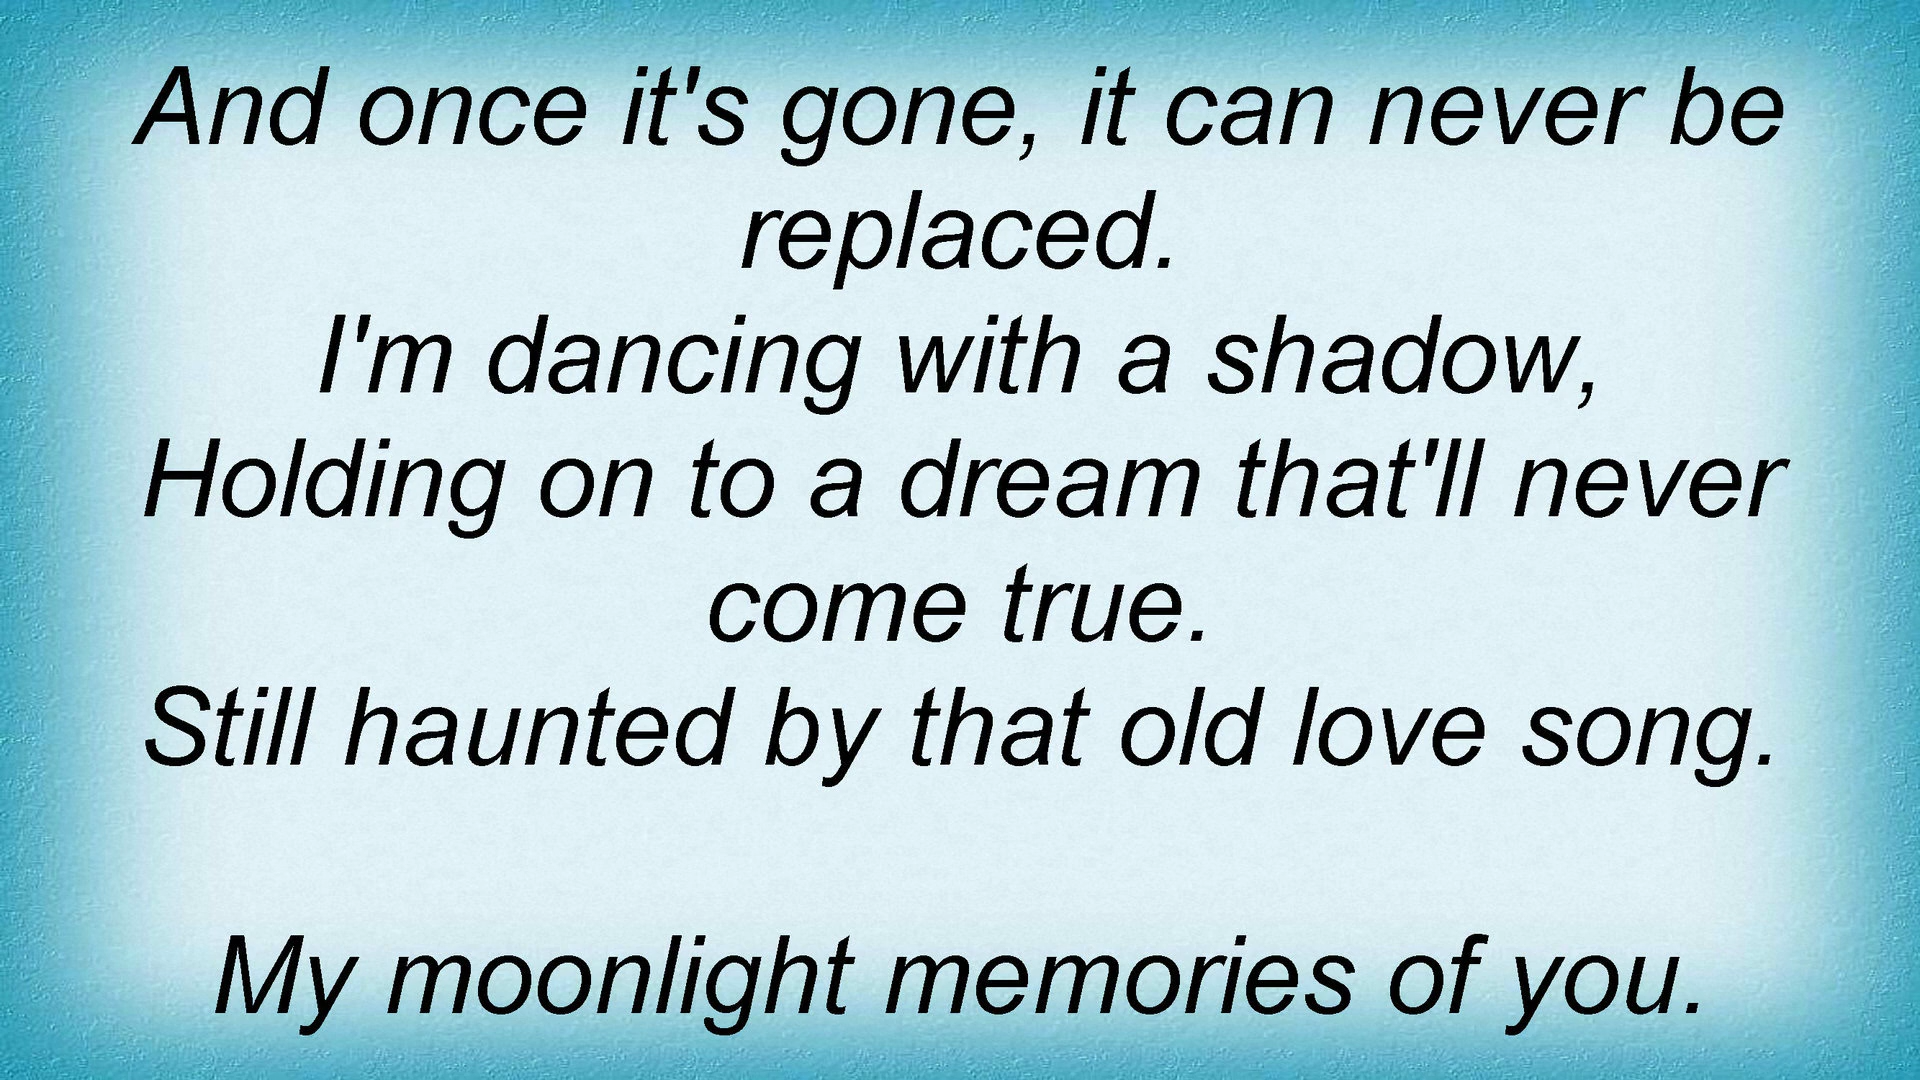 And once it's gone, it can never be
replaced.
I'm dancing with a shadow,
Holding on to a dream that'll never
come true.
Still haunted by that old love song.
My moonlight memories of you.